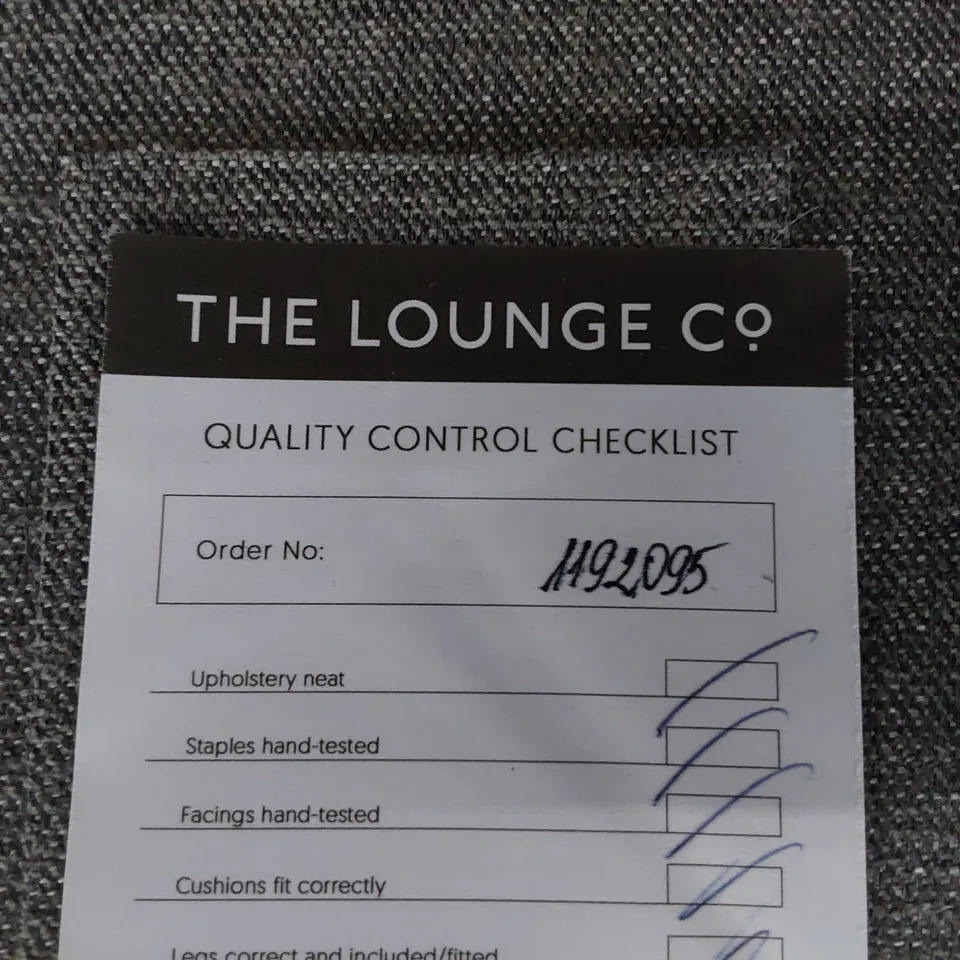 THE LOUNGE Cº
QUALITY CONTROL CHECKLIST
Order No: 1192095
Upholstery neat
Staples hand-tested
Facings hand-tested
Cushions fit correctly
Legs correct and included/fitted